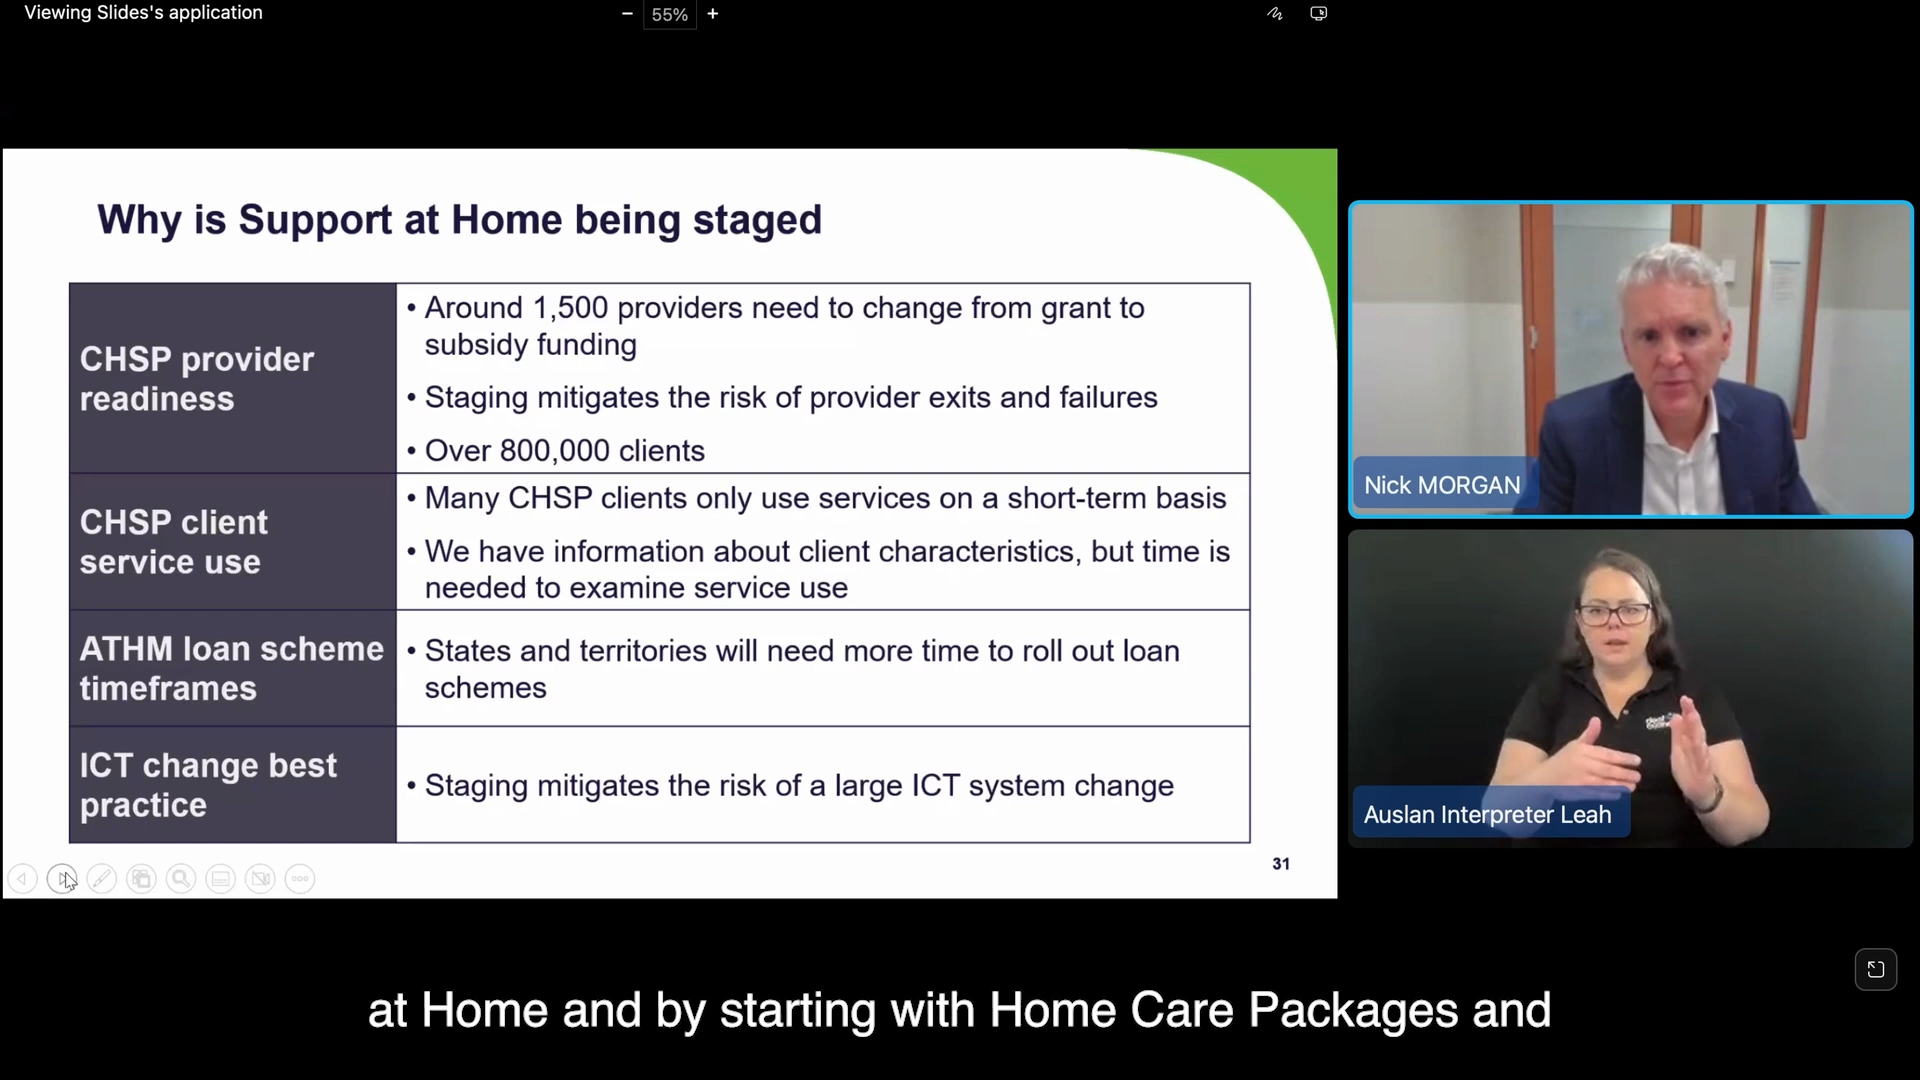 Viewing Slides's application
− 55% +
Why is Support at Home being staged
CHSP provider
readiness
• Around 1,500 providers need to change from grant to
subsidy funding
• Staging mitigates the risk of provider exits and failures
• Over 800,000 clients
CHSP client
service use
• Many CHSP clients only use services on a short-term basis
• We have information about client characteristics, but time is
needed to examine service use
ATHM loan scheme
timeframes
• States and territories will need more time to roll out loan
schemes
ICT change best
practice
• Staging mitigates the risk of a large ICT system change
31
Nick MORGAN
Auslan Interpreter Leah
at Home and by starting with Home Care Packages and